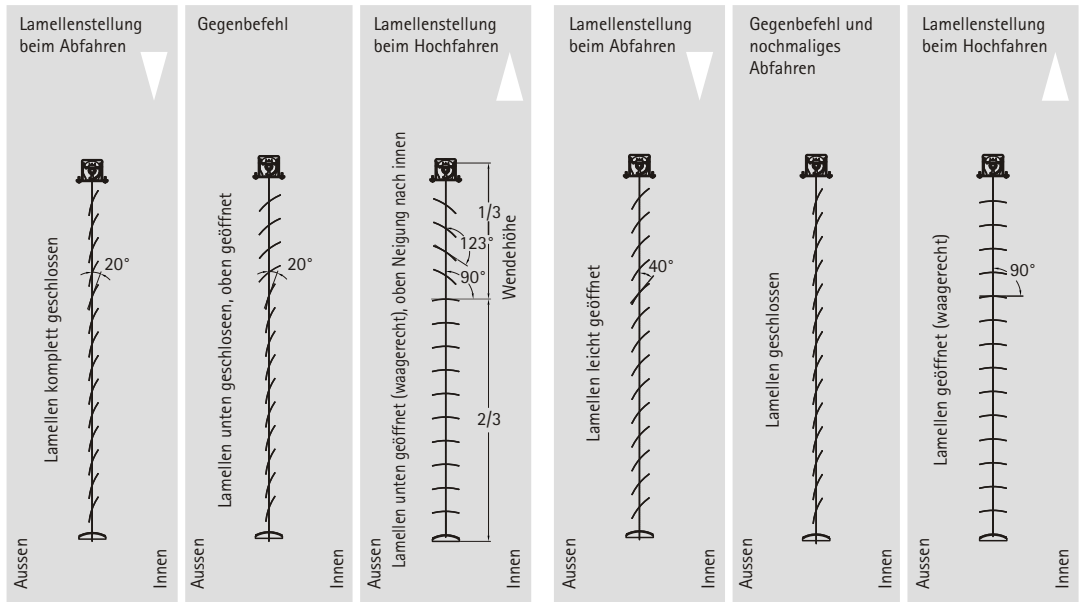 Lamellenstellung
beim Abfahren
Lamellen komplett geschlossen
20°
Aussen
Innen
Gegenbefehl
Lamellen unten geschloseen, oben geöffnet
20°
Aussen
Innen
Lamellenstellung
beim Hochfahren
Lamellen unten geöffnet (waagerecht), oben Neigung nach innen
1/3
123°
90°
Wendehöhe
2/3
Aussen
Innen
Lamellenstellung
beim Abfahren
Lamellen leicht geöffnet
40°
Aussen
Innen
Gegenbefehl und
nochmaliges
Abfahren
Lamellen geschlossen
Aussen
Innen
Lamellenstellung
beim Hochfahren
Lamellen geöffnet (waagerecht)
90°
Aussen
Innen